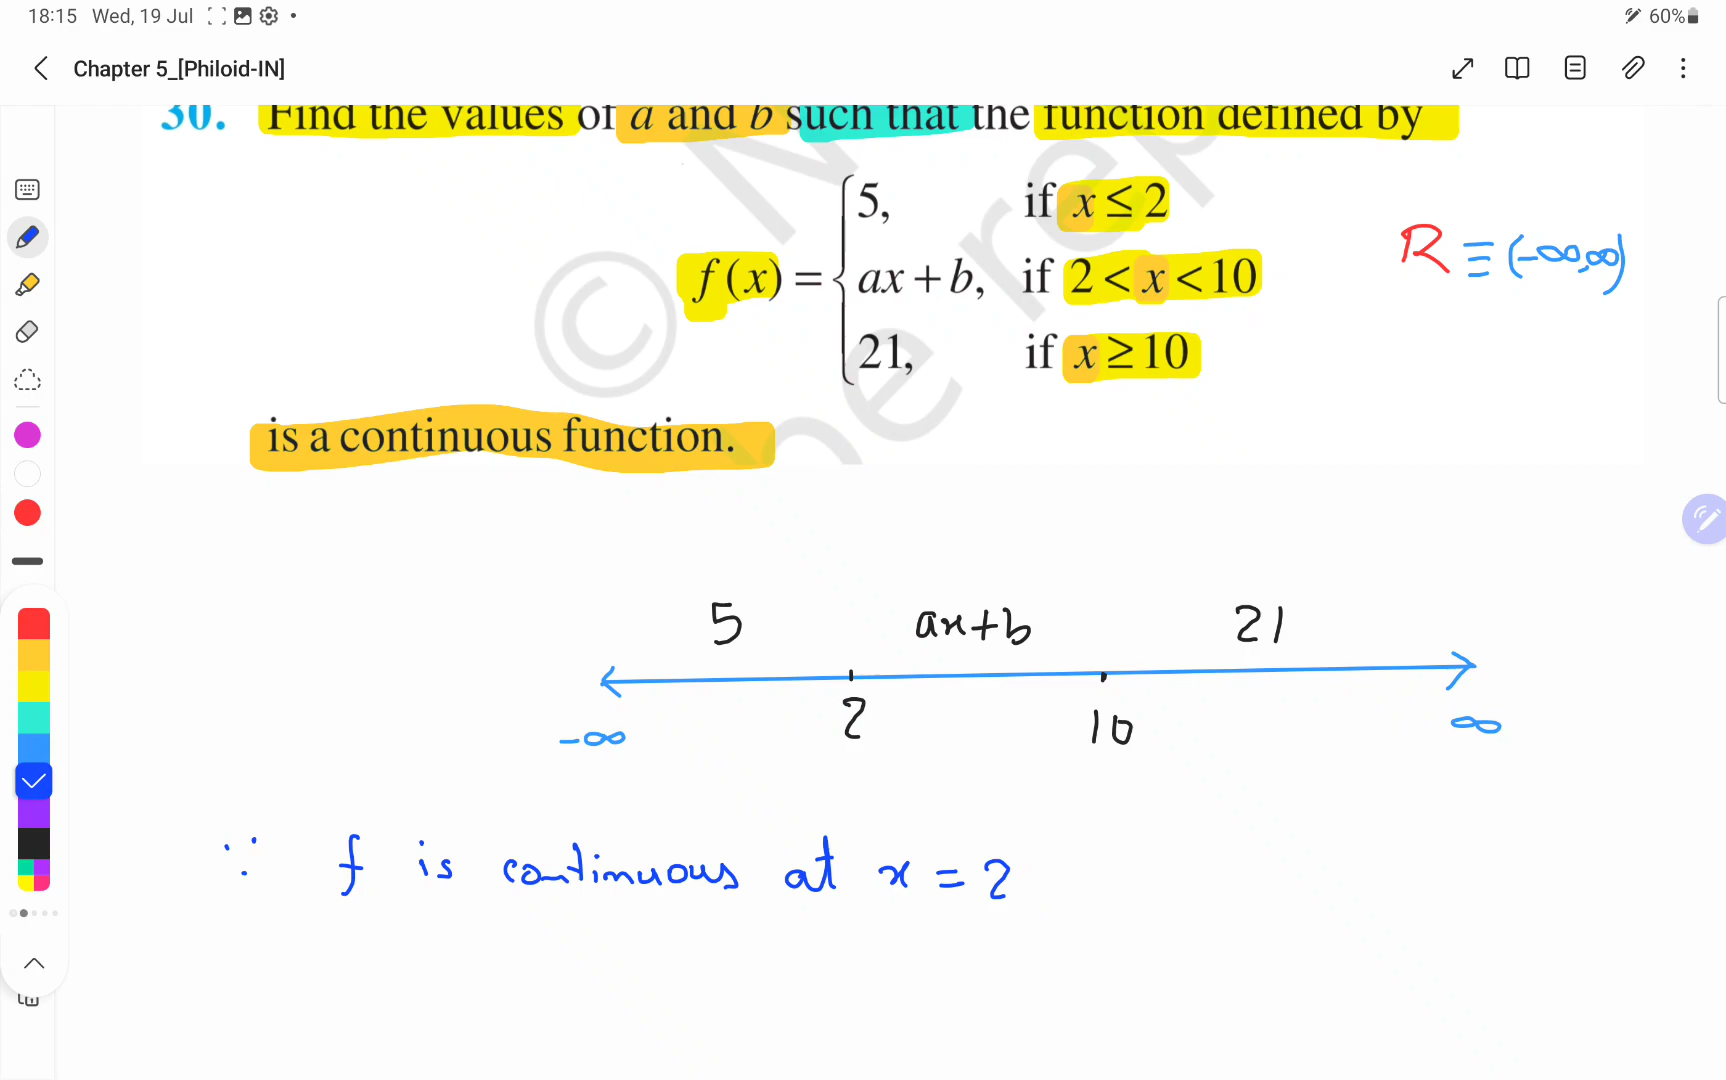 18:15 Wed, 19 Jul
60%
Chapter 5_[Philoid-IN]
30. Find the values of a and b such that the function defined by
f(x) = { 5, if x ≤ 2
ax + b, if 2 < x < 10
21, if x ≥ 10
R ≡ (-∞,∞)
is a continuous function.
5 ax+b 21
-∞ 2 10 ∞
∵ f is continuous at x = 2